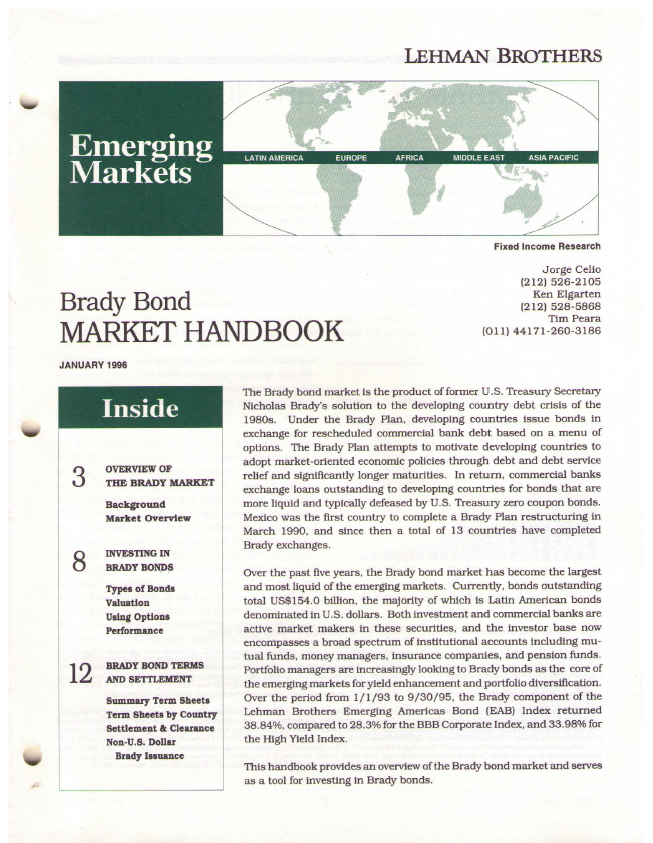 LEHMAN BROTHERS
Emerging
Markets
LATIN AMERICA EUROPE AFRICA MIDDLE EAST ASIA PACIFIC
Fixed Income Research
Jorge Celio
(212) 526-2105
Ken Elgarten
(212) 528-5868
Tim Peara
(011) 44171-260-3186
Brady Bond
MARKET HANDBOOK
JANUARY 1996
Inside
3 OVERVIEW OF
THE BRADY MARKET
Background
Market Overview
8 INVESTING IN
BRADY BONDS
Types of Bonds
Valuation
Using Options
Performance
12 BRADY BOND TERMS
AND SETTLEMENT
Summary Term Sheets
Term Sheets by Country
Settlement & Clearance
Non-U.S. Dollar
Brady Issuance
The Brady bond market is the product of former U.S. Treasury Secretary
Nicholas Brady's solution to the developing country debt crisis of the
1980s. Under the Brady Plan, developing countries issue bonds in
exchange for rescheduled commercial bank debt based on a menu of
options. The Brady Plan attempts to motivate developing countries to
adopt market-oriented economic policies through debt and debt service
relief and significantly longer maturities. In return, commercial banks
exchange loans outstanding to developing countries for bonds that are
more liquid and typically defeased by U.S. Treasury zero coupon bonds.
Mexico was the first country to complete a Brady Plan restructuring in
March 1990, and since then a total of 13 countries have completed
Brady exchanges.
Over the past five years, the Brady bond market has become the largest
and most liquid of the emerging markets. Currently, bonds outstanding
total US$154.0 billion, the majority of which is Latin American bonds
denominated in U.S. dollars. Both investment and commercial banks are
active market makers in these securities, and the investor base now
encompasses a broad spectrum of institutional accounts including mu-
tual funds, money managers, insurance companies, and pension funds.
Portfolio managers are increasingly looking to Brady bonds as the core of
the emerging markets for yield enhancement and portfolio diversification.
Over the period from 1/1/93 to 9/30/95, the Brady component of the
Lehman Brothers Emerging Americas Bond (EAB) Index returned
38.84%, compared to 28.3% for the BBB Corporate Index, and 33.98% for
the High Yield Index.
This handbook provides an overview of the Brady bond market and serves
as a tool for investing in Brady bonds.